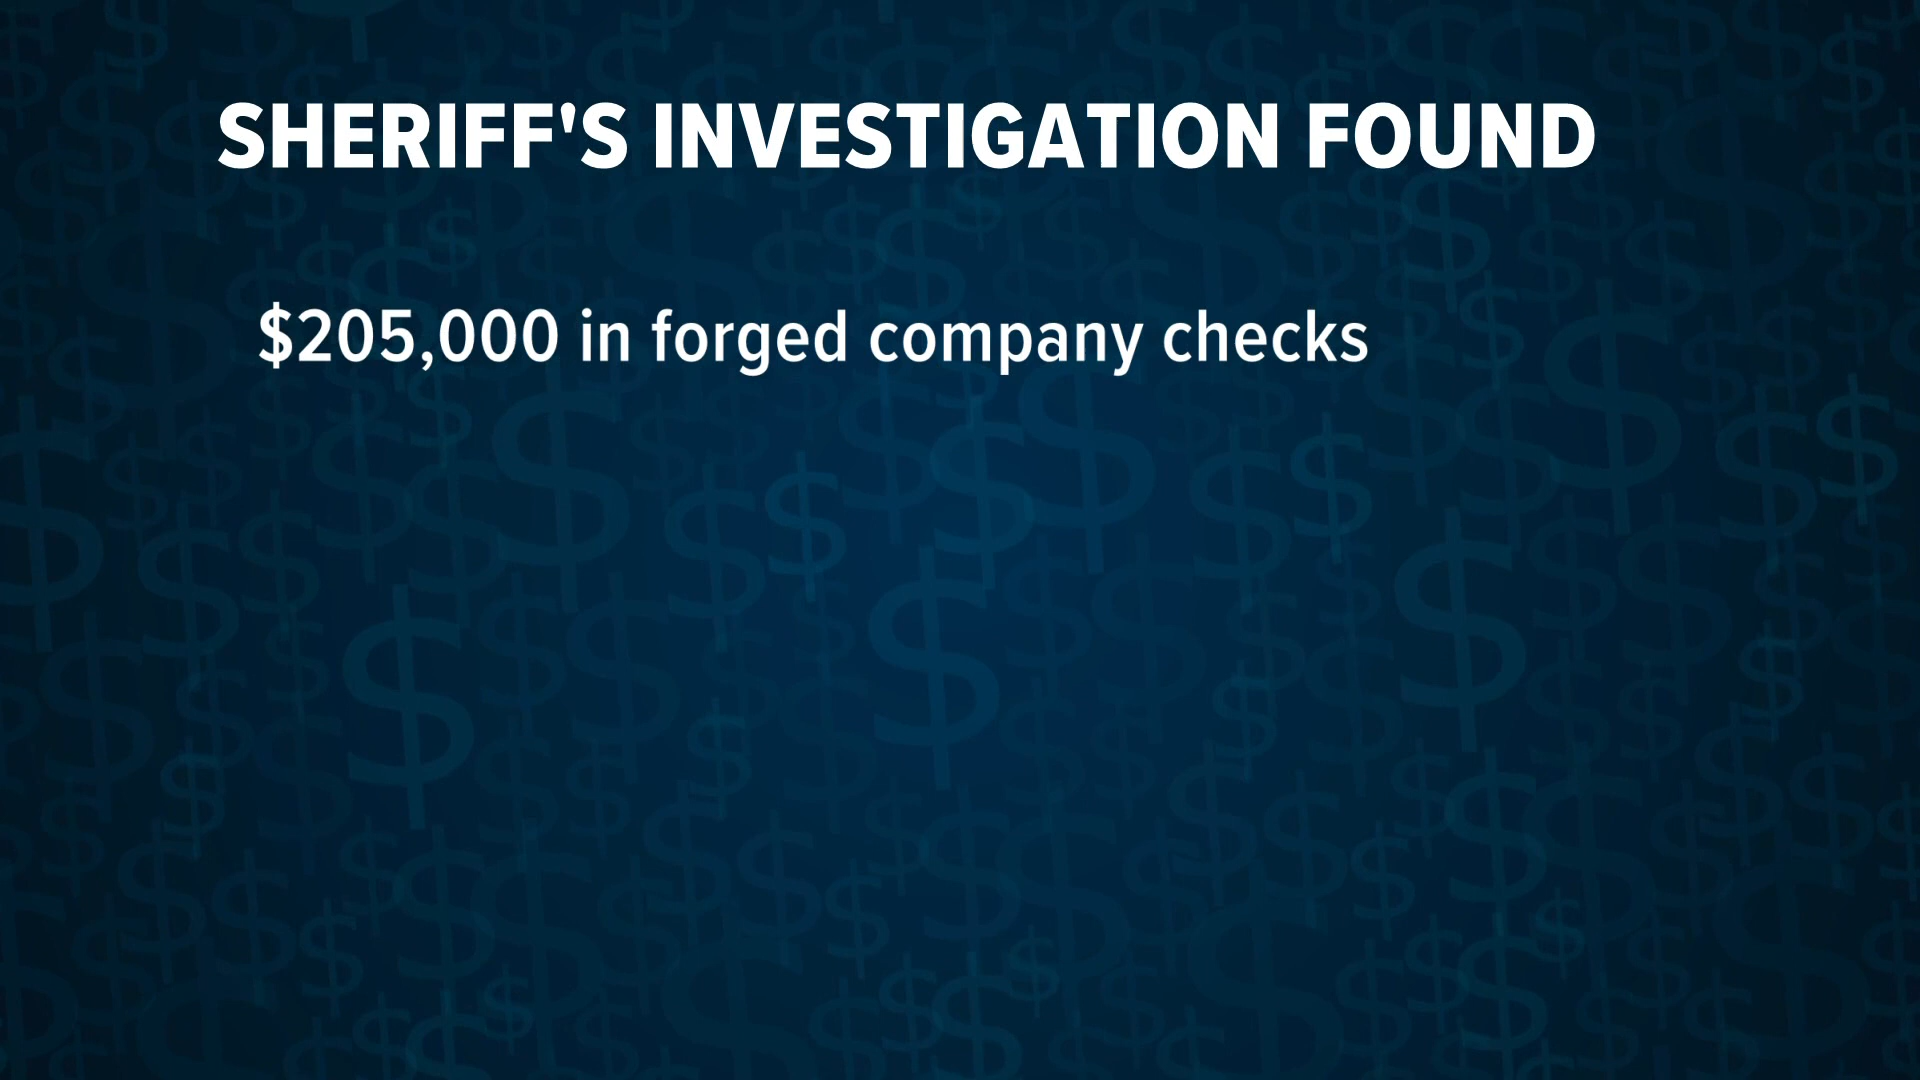 SHERIFF'S INVESTIGATION FOUND
$205,000 in forged company checks